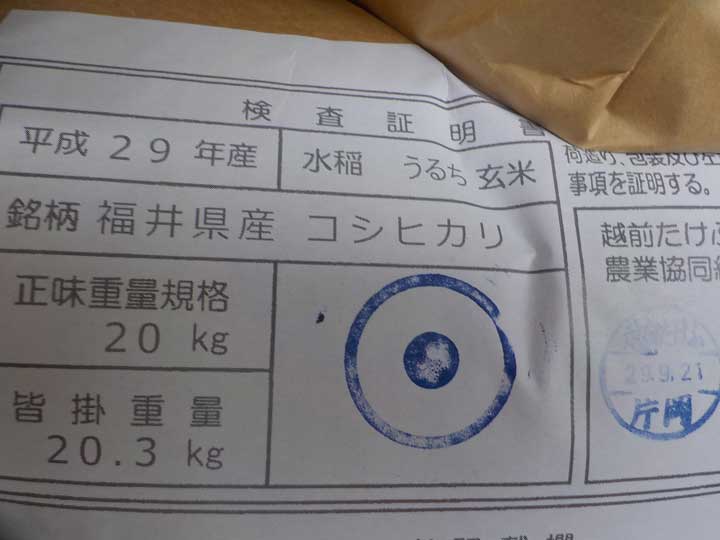 検査証明書
平成 29 年産
水稲 うるち 玄米
銘柄 福井県産 コシヒカリ
正味重量規格
20 kg
皆掛重量
20.3 kg
事項を証明する。
越前たけ
農業協同
29.9.21
片岡